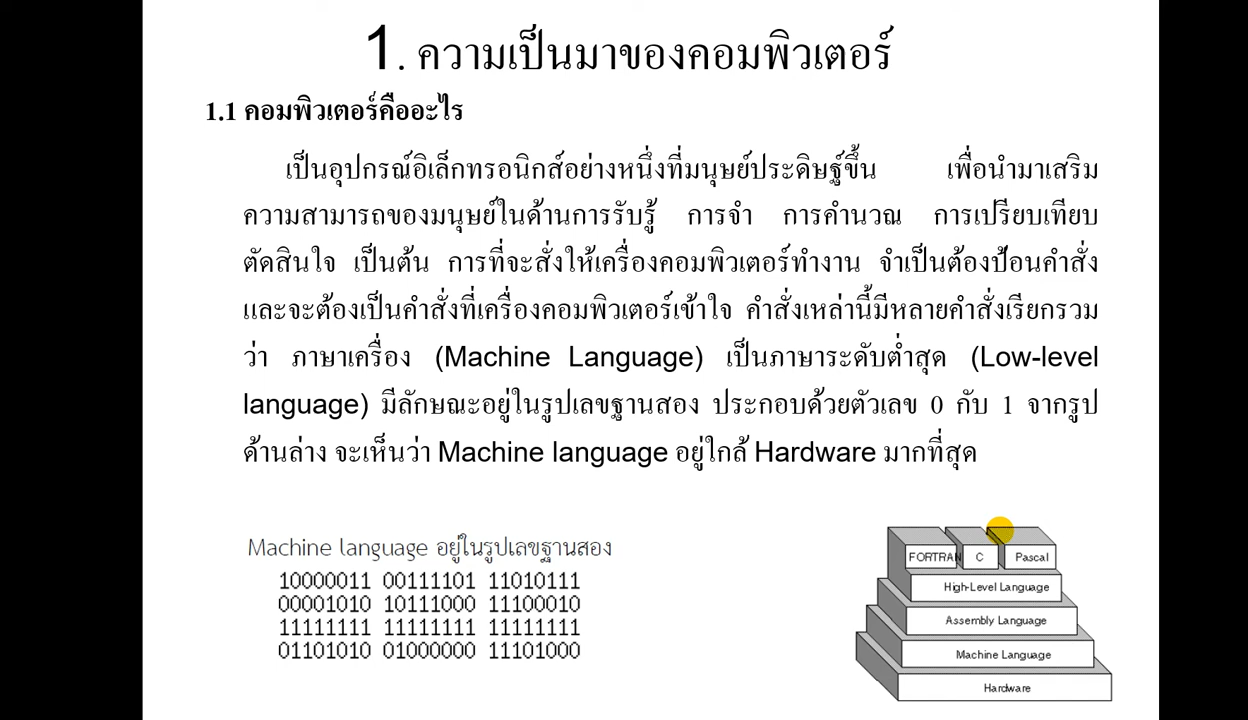 1. ความเป็นมาของคอมพิวเตอร์
1.1 คอมพิวเตอร์คืออะไร
เป็นอุปกรณ์อิเล็กทรอนิกส์อย่างหนึ่งที่มนุษย์ประดิษฐ์ขึ้น เพื่อนำมาเสริม
ความสามารถของมนุษย์ในด้านการรับรู้ การจำ การคำนวณ การเปรียบเทียบ
ตัดสินใจ เป็นต้น การที่จะสั่งให้เครื่องคอมพิวเตอร์ทำงาน จำเป็นต้องป้อนคำสั่ง
และจะต้องเป็นคำสั่งที่เครื่องคอมพิวเตอร์เข้าใจ คำสั่งเหล่านี้มีหลายคำสั่งเรียกรวม
ว่า ภาษาเครื่อง (Machine Language) เป็นภาษาระดับต่ำสุด (Low-level
language) มีลักษณะอยู่ในรูปเลขฐานสอง ประกอบด้วยตัวเลข 0 กับ 1 จากรูป
ด้านล่าง จะเห็นว่า Machine language อยู่ใกล้ Hardware มากที่สุด
Machine language อยู่ในรูปเลขฐานสอง
10000011 00111101 11010111
00001010 10111000 11100010
11111111 11111111 11111111
01101010 01000000 11101000
FORTRAN C Pascal
High-Level Language
Assembly Language
Machine Language
Hardware